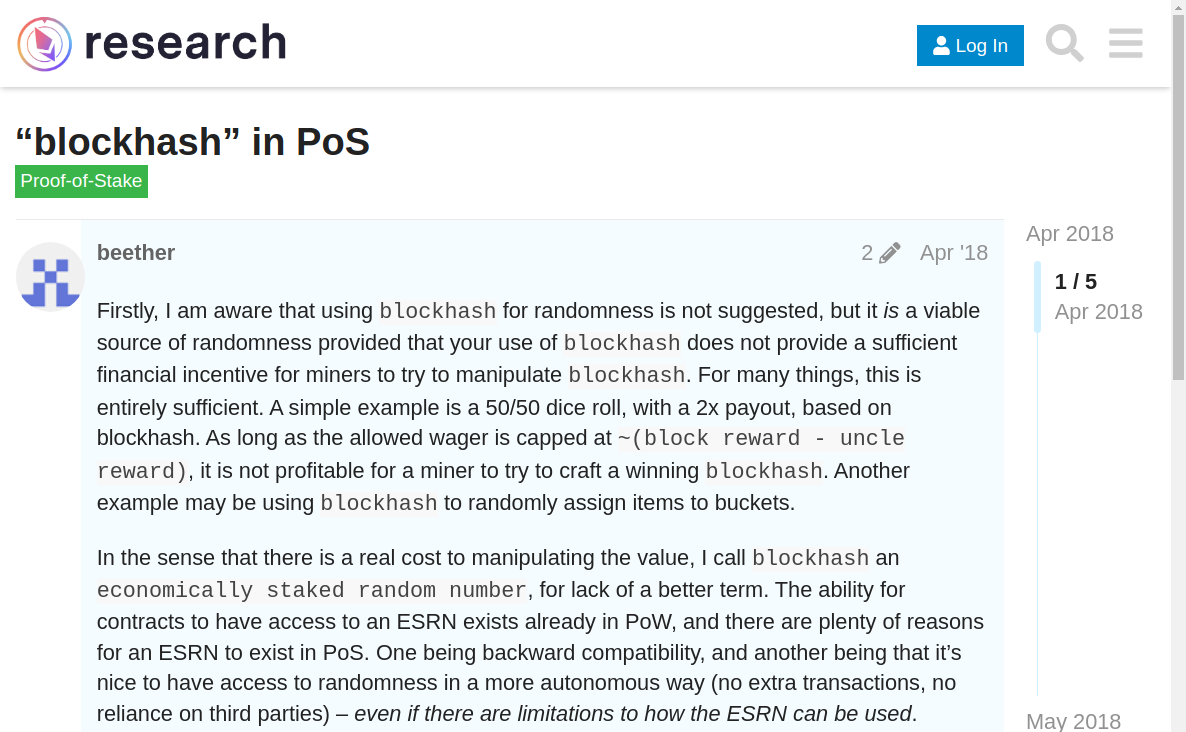 research
Log In
“blockhash” in PoS
Proof-of-Stake
beether
2
Apr '18
Firstly, I am aware that using blockhash for randomness is not suggested, but it is a viable
source of randomness provided that your use of blockhash does not provide a sufficient
financial incentive for miners to try to manipulate blockhash. For many things, this is
entirely sufficient. A simple example is a 50/50 dice roll, with a 2x payout, based on
blockhash. As long as the allowed wager is capped at ~(block reward - uncle
reward), it is not profitable for a miner to try to craft a winning blockhash. Another
example may be using blockhash to randomly assign items to buckets.
In the sense that there is a real cost to manipulating the value, I call blockhash an
economically staked random number, for lack of a better term. The ability for
contracts to have access to an ESRN exists already in PoW, and there are plenty of reasons
for an ESRN to exist in PoS. One being backward compatibility, and another being that it’s
nice to have access to randomness in a more autonomous way (no extra transactions, no
reliance on third parties) – even if there are limitations to how the ESRN can be used.
Apr 2018
1 / 5
Apr 2018
May 2018